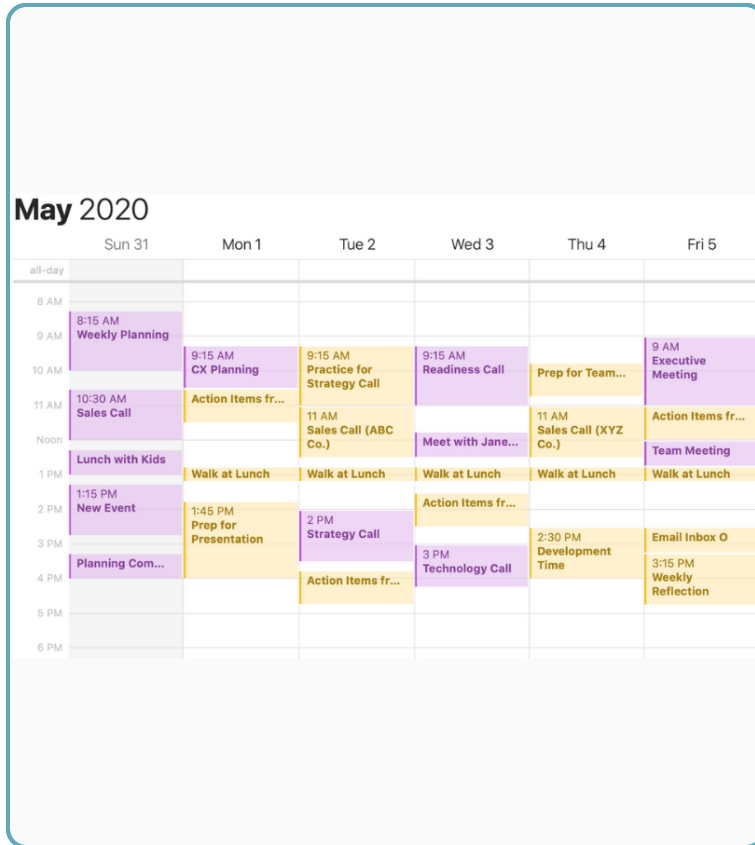 May 2020
Sun 31
Mon 1
Tue 2
Wed 3
Thu 4
Fri 5
all-day
8 AM
9 AM
10 AM
11 AM
Noon
1 PM
2 PM
3 PM
4 PM
5 PM
6 PM
8:15 AM
Weekly Planning
10:30 AM
Sales Call
Lunch with Kids
1:15 PM
New Event
Planning Com...
9:15 AM
CX Planning
Action Items fr...
Walk at Lunch
1:45 PM
Prep for
Presentation
9:15 AM
Practice for
Strategy Call
11 AM
Sales Call (ABC
Co.)
Walk at Lunch
2 PM
Strategy Call
Action Items fr...
9:15 AM
Readiness Call
Meet with Jane...
Walk at Lunch
Action Items fr...
3 PM
Technology Call
Prep for Team...
11 AM
Sales Call (XYZ
Co.)
Walk at Lunch
2:30 PM
Development
Time
9 AM
Executive
Meeting
Action Items fr...
Team Meeting
Walk at Lunch
Email Inbox O
3:15 PM
Weekly
Reflection